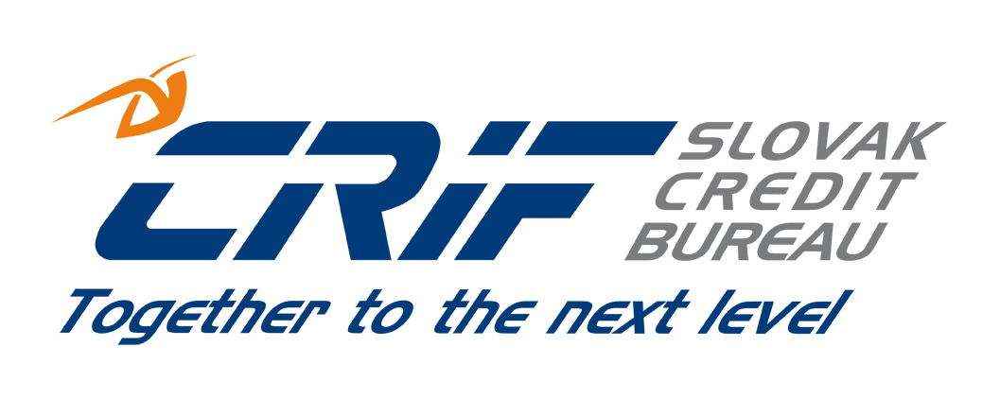 CRIF
SLOVAK
CREDIT
BUREAU
Together to the next level